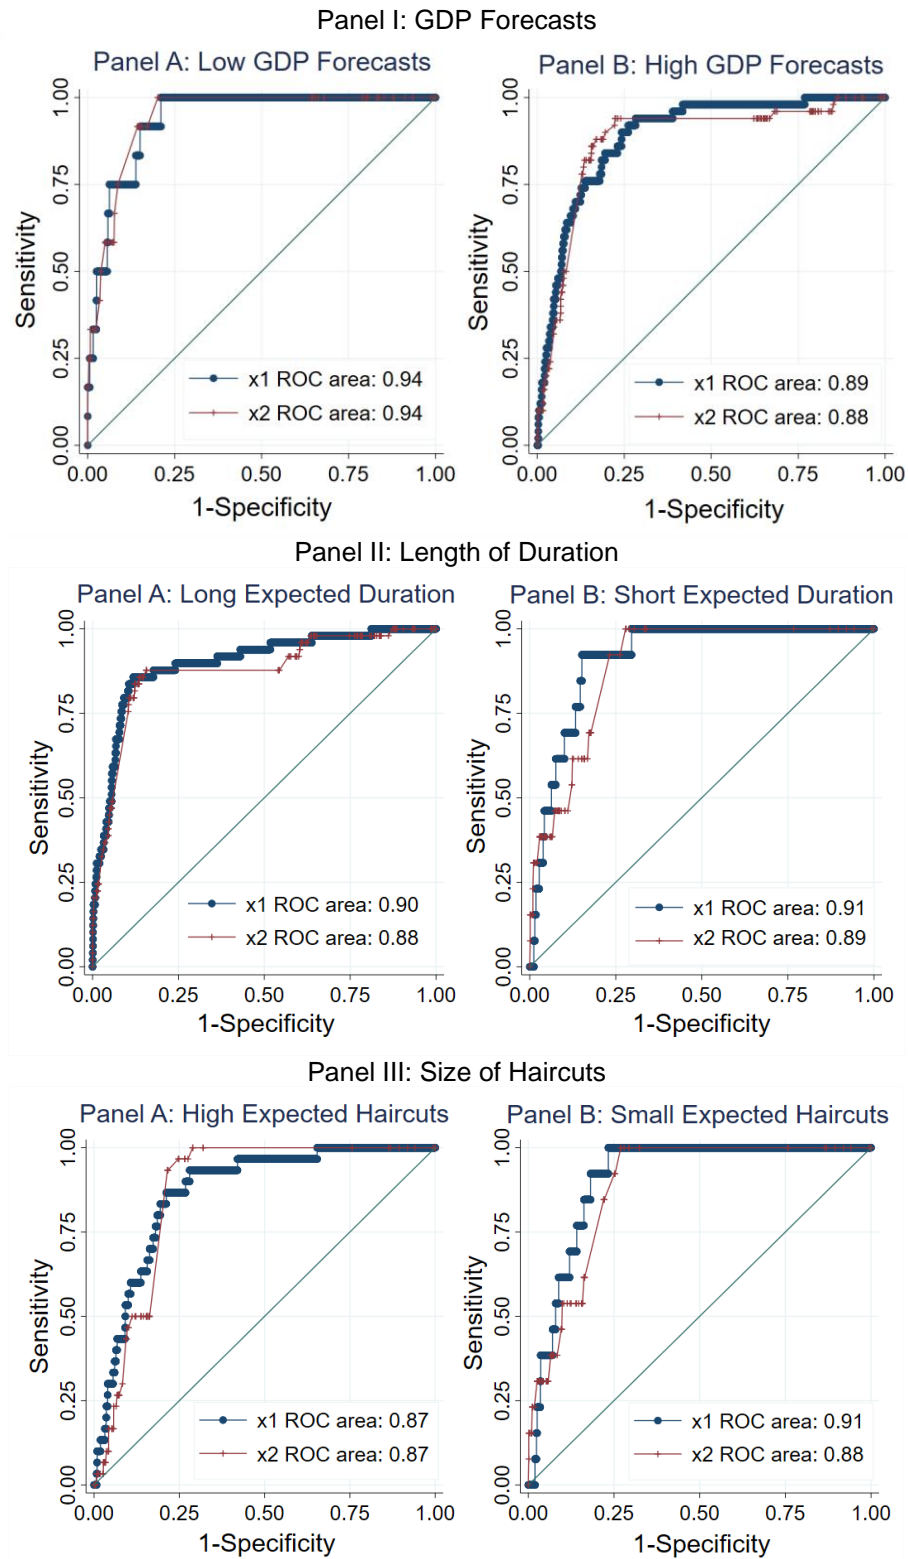 Panel I: GDP Forecasts
Panel A: Low GDP Forecasts
Sensitivity
1.00
0.75
0.50
0.25
0.00
x1 ROC area: 0.94
x2 ROC area: 0.94
0.00 0.25 0.50 0.75 1.00
1-Specificity
Panel B: High GDP Forecasts
Sensitivity
1.00
0.75
0.50
0.25
0.00
x1 ROC area: 0.89
x2 ROC area: 0.88
0.00 0.25 0.50 0.75 1.00
1-Specificity
Panel II: Length of Duration
Panel A: Long Expected Duration
Sensitivity
1.00
0.75
0.50
0.25
0.00
x1 ROC area: 0.90
x2 ROC area: 0.88
0.00 0.25 0.50 0.75 1.00
1-Specificity
Panel B: Short Expected Duration
Sensitivity
1.00
0.75
0.50
0.25
0.00
x1 ROC area: 0.91
x2 ROC area: 0.89
0.00 0.25 0.50 0.75 1.00
1-Specificity
Panel III: Size of Haircuts
Panel A: High Expected Haircuts
Sensitivity
1.00
0.75
0.50
0.25
0.00
x1 ROC area: 0.87
x2 ROC area: 0.87
0.00 0.25 0.50 0.75 1.00
1-Specificity
Panel B: Small Expected Haircuts
Sensitivity
1.00
0.75
0.50
0.25
0.00
x1 ROC area: 0.91
x2 ROC area: 0.88
0.00 0.25 0.50 0.75 1.00
1-Specificity